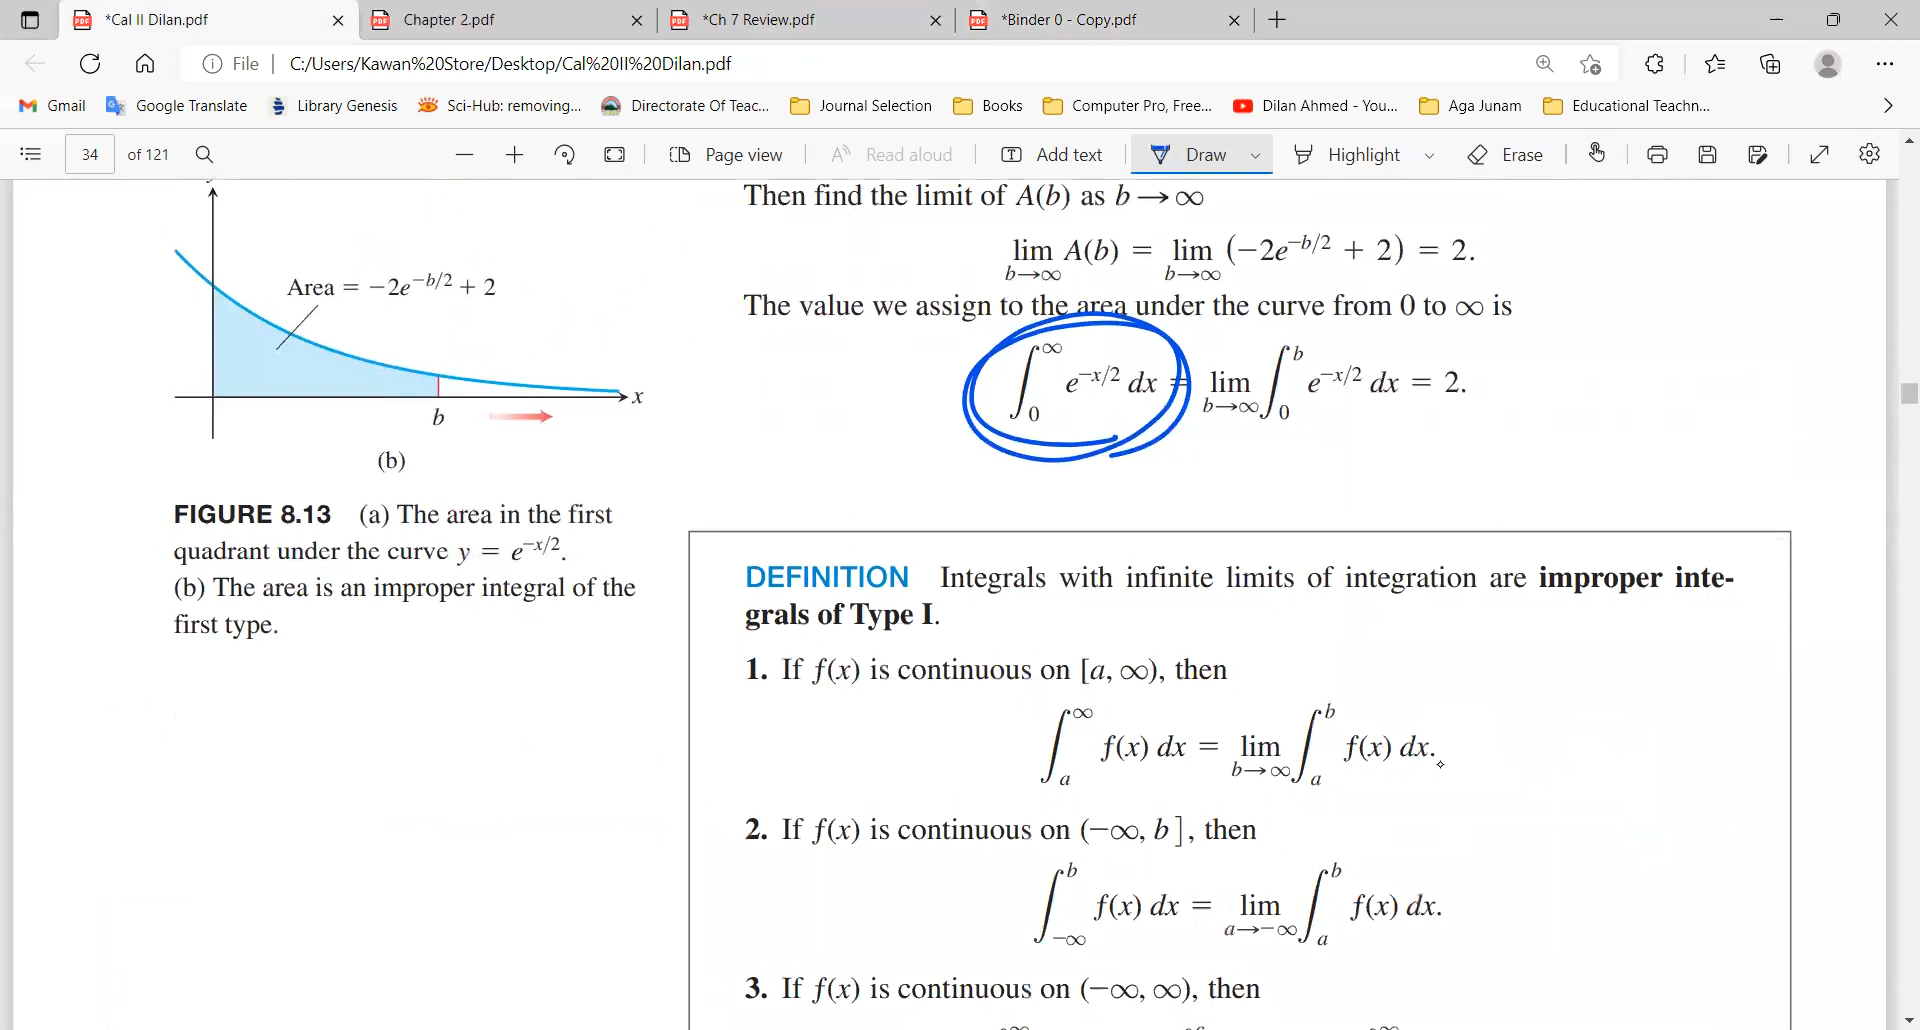 *Cal II Dilan.pdf
Chapter 2.pdf
*Ch 7 Review.pdf
*Binder 0 - Copy.pdf
File | C:/Users/Kawan%20Store/Desktop/Cal%20II%20Dilan.pdf
Gmail Google Translate Library Genesis Sci-Hub: removing... Directorate Of Teac... Journal Selection Books Computer Pro, Free... Dilan Ahmed - You... Aga Junam Educational Teachn...
34 of 121 Page view Read aloud Add text Draw Highlight Erase
Then find the limit of A(b) as b → ∞
lim b→∞ A(b) = lim b→∞ (−2e^{−b/2} + 2) = 2.
The value we assign to the area under the curve from 0 to ∞ is
∫_0^∞ e^{−x/2} dx = lim b→∞ ∫_0^b e^{−x/2} dx = 2.
Area = −2e^{−b/2} + 2
x
b
(b)
FIGURE 8.13 (a) The area in the first
quadrant under the curve y = e^{−x/2}.
(b) The area is an improper integral of the
first type.
DEFINITION Integrals with infinite limits of integration are improper inte-
grals of Type I.
1. If f(x) is continuous on [a, ∞), then
∫_a^∞ f(x) dx = lim b→∞ ∫_a^b f(x) dx.
2. If f(x) is continuous on (−∞, b], then
∫_{−∞}^b f(x) dx = lim a→−∞ ∫_a^b f(x) dx.
3. If f(x) is continuous on (−∞, ∞), then